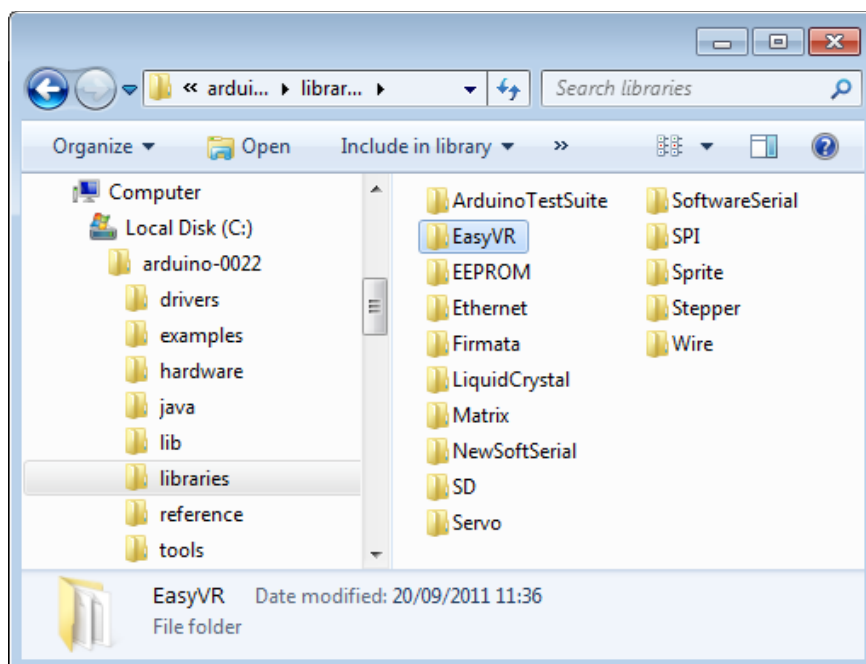 « ardui... ▸ librar... ▸
Search libraries
Organize Open Include in library »
Computer
Local Disk (C:)
arduino-0022
drivers
examples
hardware
java
lib
libraries
reference
tools
ArduinoTestSuite
EasyVR
EEPROM
Ethernet
Firmata
LiquidCrystal
Matrix
NewSoftSerial
SD
Servo
SoftwareSerial
SPI
Sprite
Stepper
Wire
EasyVR Date modified: 20/09/2011 11:36
File folder